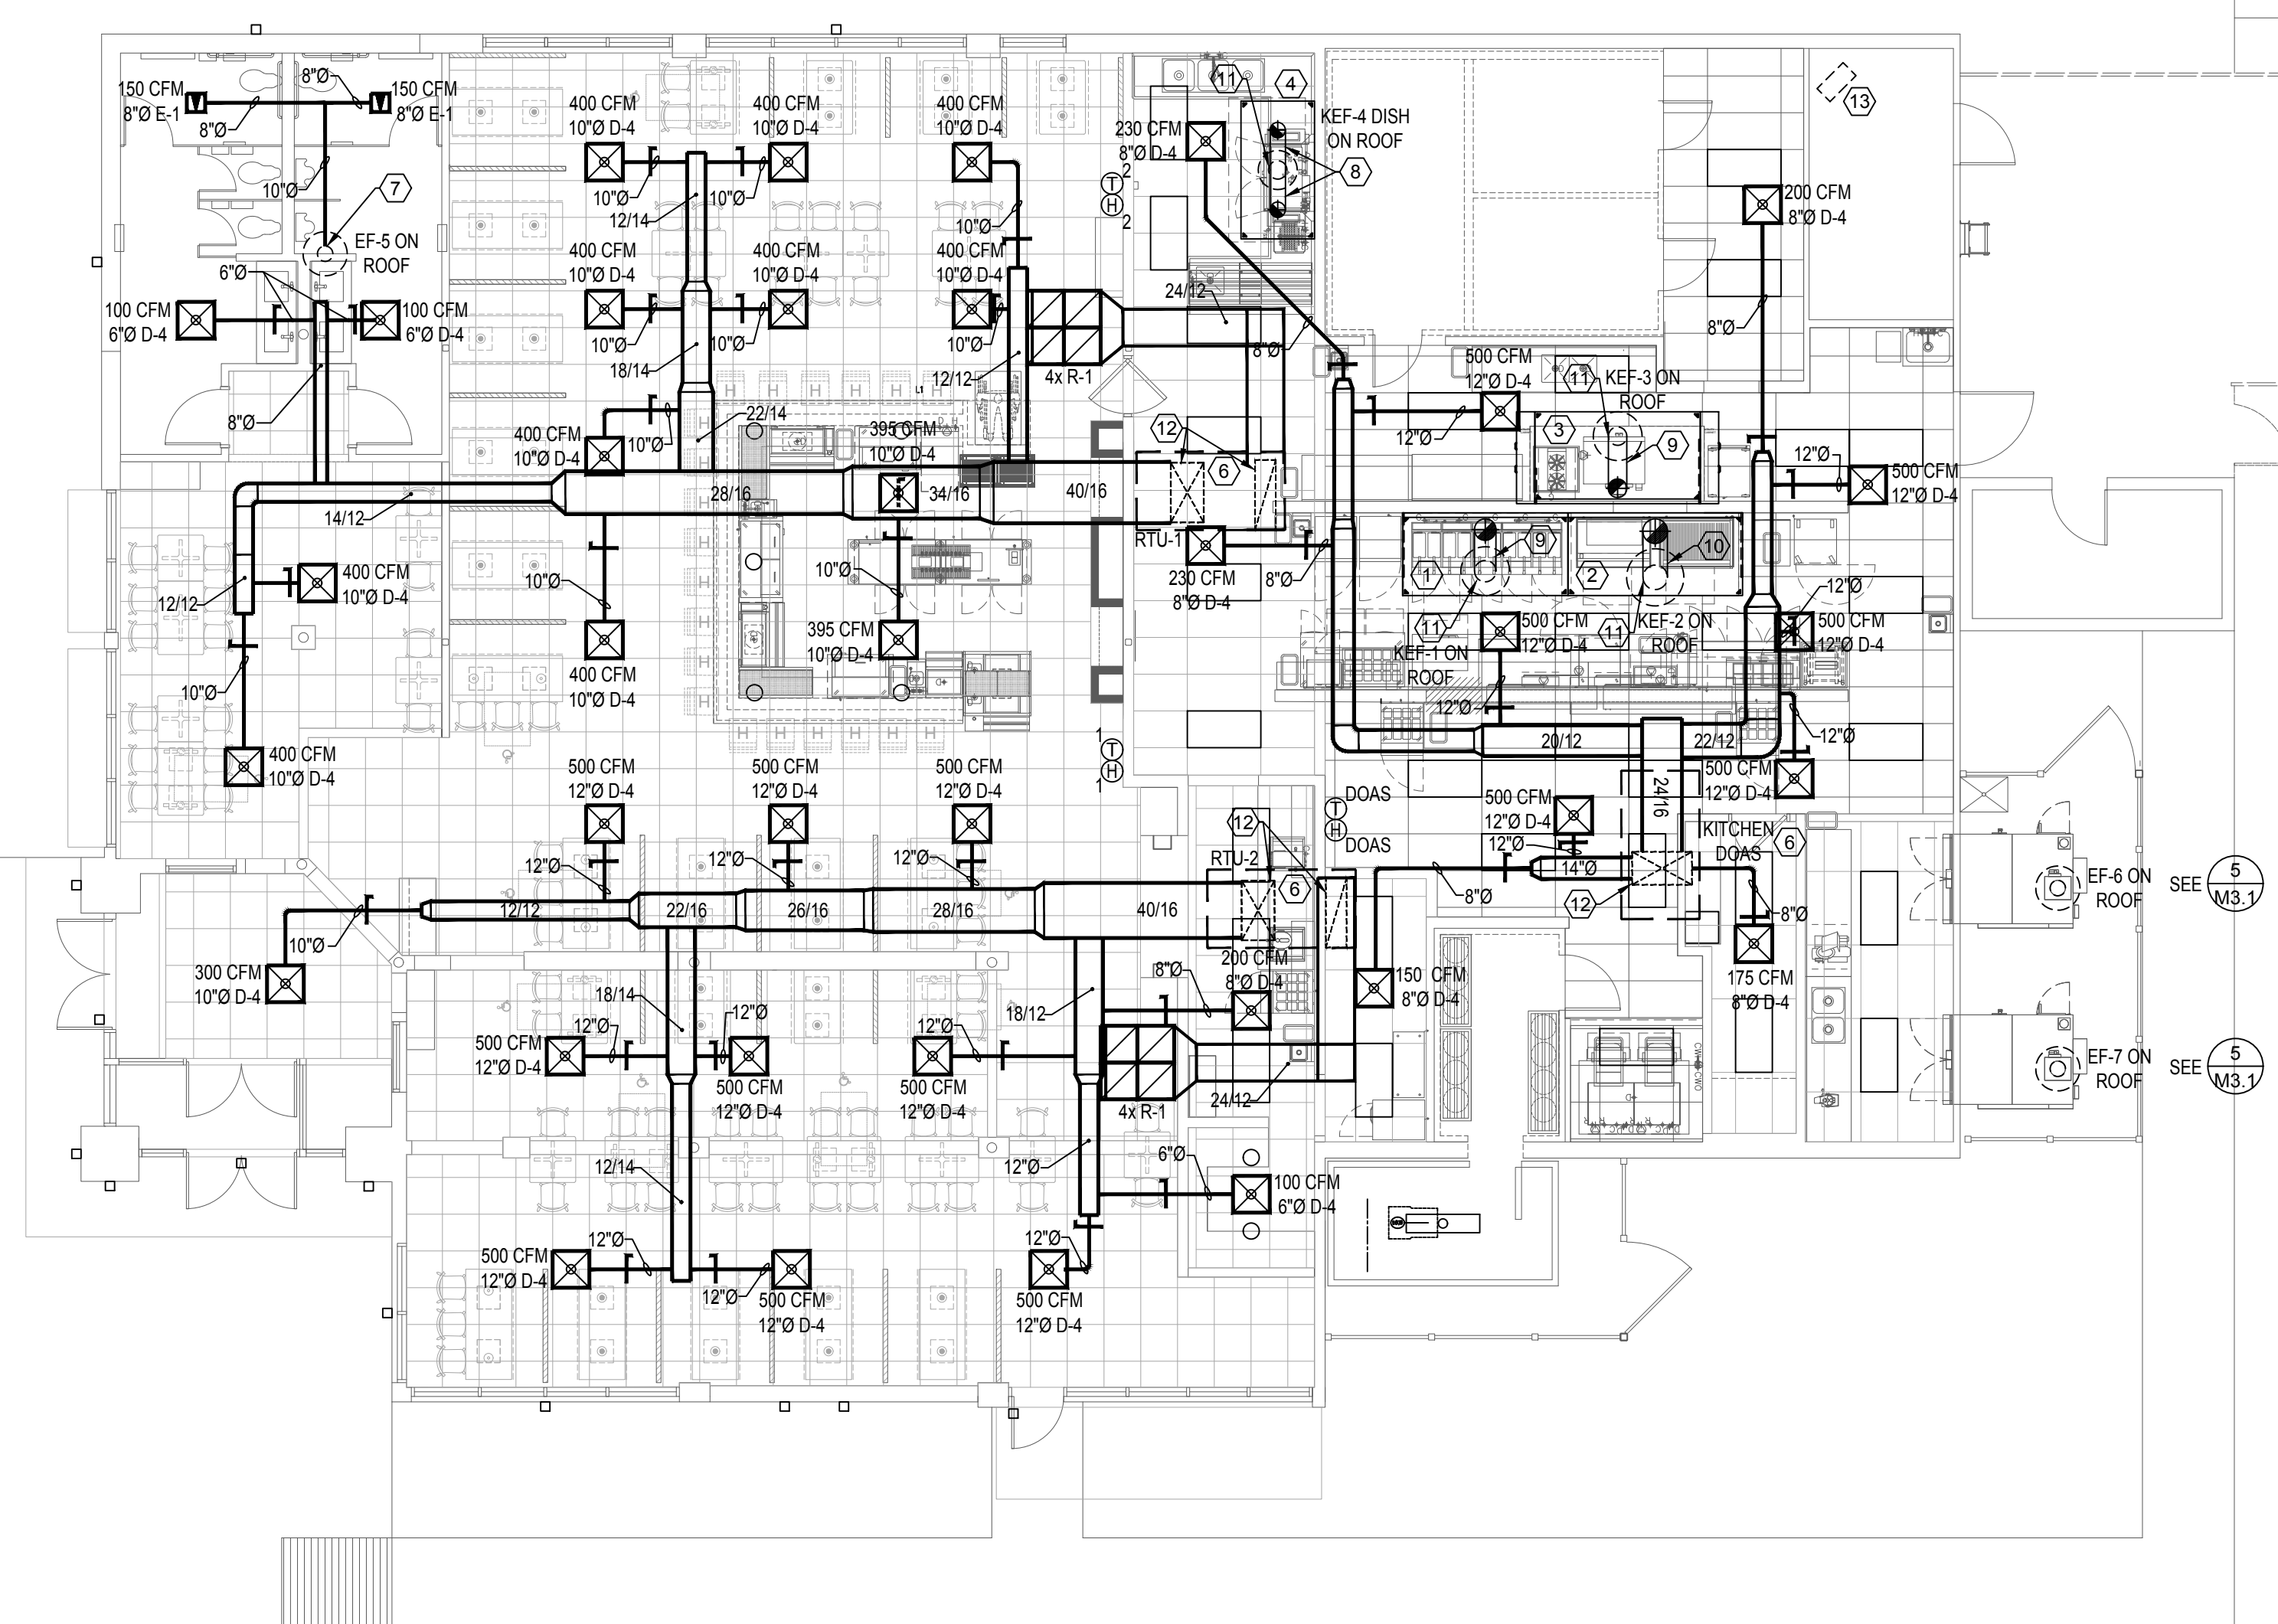 150 CFM
8"Ø E-1
8"Ø
8"Ø
150 CFM
8"Ø E-1
10"Ø
7
EF-5 ON
ROOF
6"Ø
100 CFM
6"Ø D-4
100 CFM
6"Ø D-4
8"Ø
400 CFM
10"Ø D-4
400 CFM
10"Ø D-4
400 CFM
10"Ø D-4
10"Ø
10"Ø
12/14
10"Ø
400 CFM
10"Ø D-4
400 CFM
10"Ø D-4
400 CFM
10"Ø D-4
10"Ø
10"Ø
10"Ø
18/14
12/12
4x R-1
22/14
400 CFM
10"Ø D-4
10"Ø
395 CFM
10"Ø D-4
28/16
34/16
40/16
14/12
12/12
400 CFM
10"Ø D-4
10"Ø
400 CFM
10"Ø D-4
10"Ø
400 CFM
10"Ø D-4
10"Ø
395 CFM
10"Ø D-4
2
T
H
2
230 CFM
8"Ø D-4
11
4
KEF-4 DISH
ON ROOF
8
24/12
8"Ø
12
6
RTU-1
230 CFM
8"Ø D-4
8"Ø
13
200 CFM
8"Ø D-4
8"Ø
500 CFM
12"Ø D-4
12"Ø
11
KEF-3 ON
ROOF
3
9
12"Ø
500 CFM
12"Ø D-4
1
9
2
10
11
KEF-1 ON
ROOF
500 CFM
12"Ø D-4
11
KEF-2 ON
ROOF
12"Ø
500 CFM
12"Ø D-4
12"Ø
20/12
22/12
12"Ø
24/16
500 CFM
12"Ø D-4
1
T
H
1
DOAS
T
H
DOAS
500 CFM
12"Ø D-4
12"Ø
14"Ø
KITCHEN
DOAS
6
12
8"Ø
8"Ø
150 CFM
8"Ø D-4
175 CFM
8"Ø D-4
500 CFM
12"Ø D-4
500 CFM
12"Ø D-4
500 CFM
12"Ø D-4
12"Ø
12"Ø
12"Ø
12/12
22/16
26/16
28/16
40/16
RTU-2
12
6
10"Ø
300 CFM
10"Ø D-4
200 CFM
8"Ø D-4
8"Ø
18/14
18/12
500 CFM
12"Ø D-4
12"Ø
12"Ø
500 CFM
12"Ø D-4
12"Ø
500 CFM
12"Ø D-4
4x R-1
24/12
12/14
12"Ø
6"Ø
100 CFM
6"Ø D-4
500 CFM
12"Ø D-4
12"Ø
12"Ø
500 CFM
12"Ø D-4
12"Ø
500 CFM
12"Ø D-4
EF-6 ON
ROOF
SEE
5
M3.1
EF-7 ON
ROOF
SEE
5
M3.1